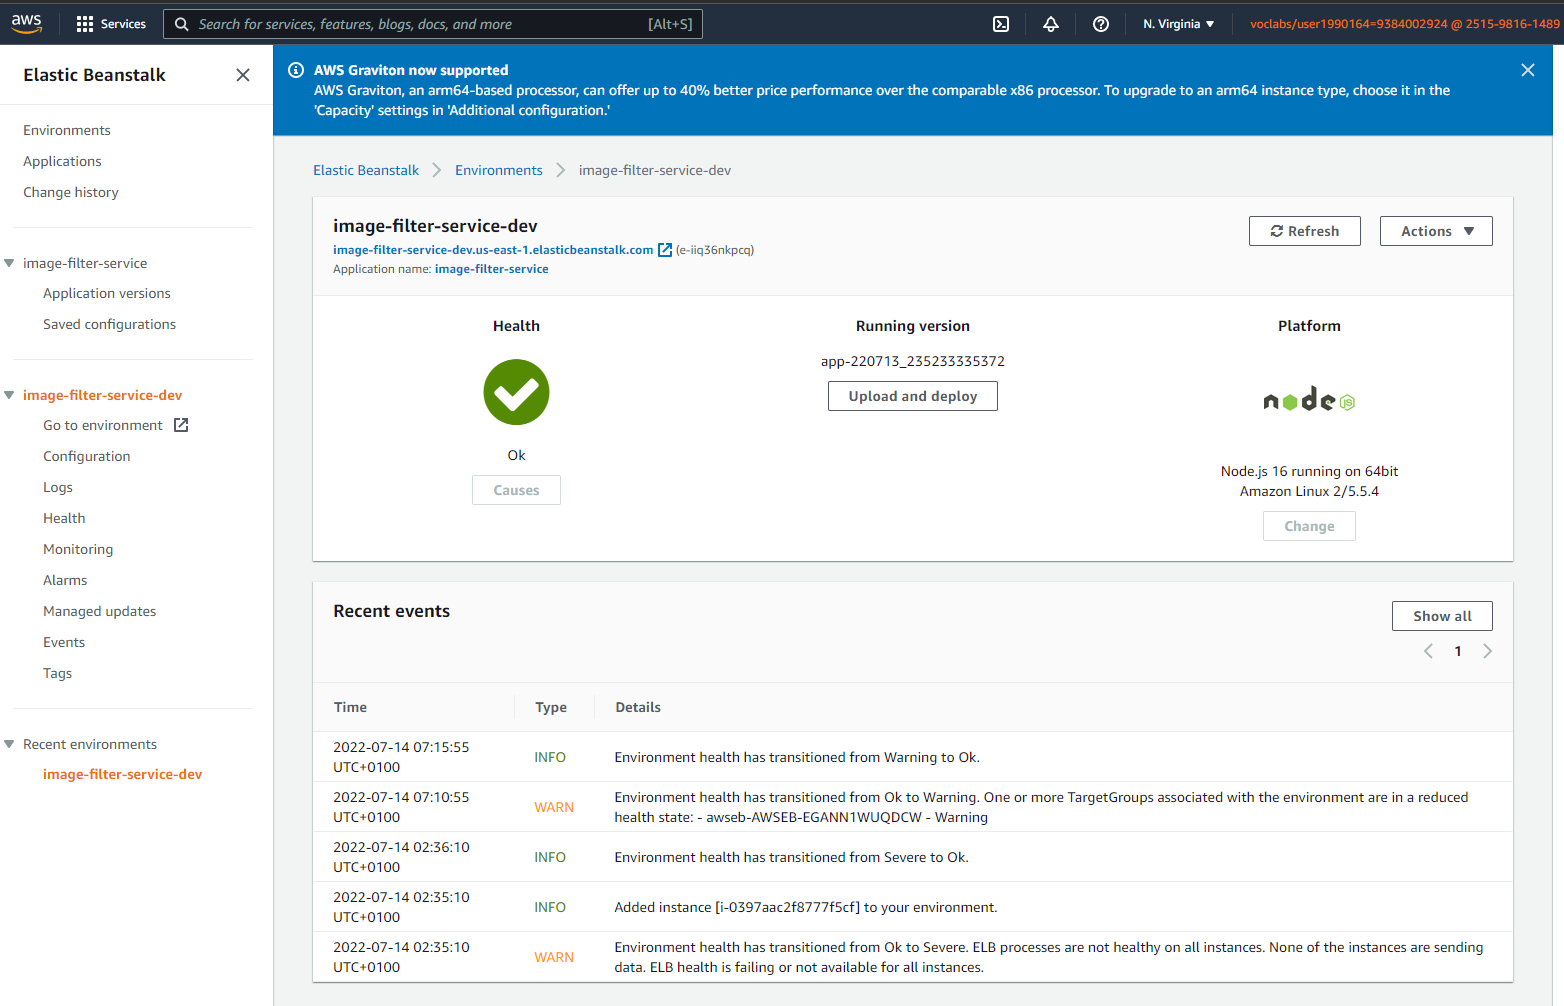 aws
Services
Search for services, features, blogs, docs, and more
[Alt+S]
N. Virginia
voclabs/user1990164=9384002924 @ 2515-9816-1489
Elastic Beanstalk
Environments
Applications
Change history
image-filter-service
Application versions
Saved configurations
image-filter-service-dev
Go to environment
Configuration
Logs
Health
Monitoring
Alarms
Managed updates
Events
Tags
Recent environments
image-filter-service-dev
AWS Graviton now supported
AWS Graviton, an arm64-based processor, can offer up to 40% better price performance over the comparable x86 processor. To upgrade to an arm64 instance type, choose it in the
'Capacity' settings in 'Additional configuration.'
Elastic Beanstalk
Environments
image-filter-service-dev
image-filter-service-dev
image-filter-service-dev.us-east-1.elasticbeanstalk.com (e-iiq36nkpcq)
Application name: image-filter-service
Refresh
Actions
Health
Ok
Causes
Running version
app-220713_235233335372
Upload and deploy
Platform
node JS
Node.js 16 running on 64bit
Amazon Linux 2/5.5.4
Change
Recent events
Show all
1
Time
Type
Details
2022-07-14 07:15:55
UTC+0100
INFO
Environment health has transitioned from Warning to Ok.
2022-07-14 07:10:55
UTC+0100
WARN
Environment health has transitioned from Ok to Warning. One or more TargetGroups associated with the environment are in a reduced
health state: - awseb-AWSEB-EGANN1WUQDCW - Warning
2022-07-14 02:36:10
UTC+0100
INFO
Environment health has transitioned from Severe to Ok.
2022-07-14 02:35:10
UTC+0100
INFO
Added instance [i-0397aac2f8777f5cf] to your environment.
2022-07-14 02:35:10
UTC+0100
WARN
Environment health has transitioned from Ok to Severe. ELB processes are not healthy on all instances. None of the instances are sending
data. ELB health is failing or not available for all instances.